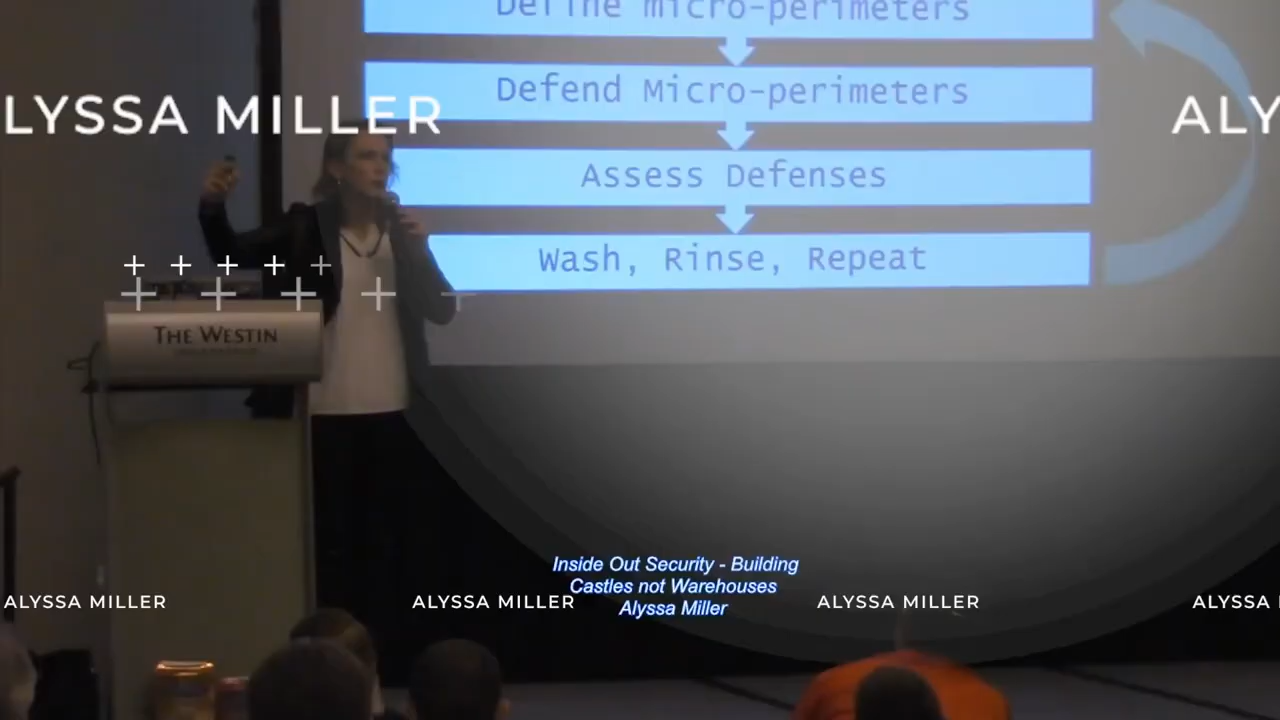 Define micro-perimeters
Defend Micro-perimeters
LYSSA MILLER
ALY
Assess Defenses
Wash, Rinse, Repeat
THE WESTIN
Inside Out Security - Building
Castles not Warehouses
Alyssa Miller
ALYSSA MILLER
ALYSSA MILLER
ALYSSA MILLER
ALYSSA